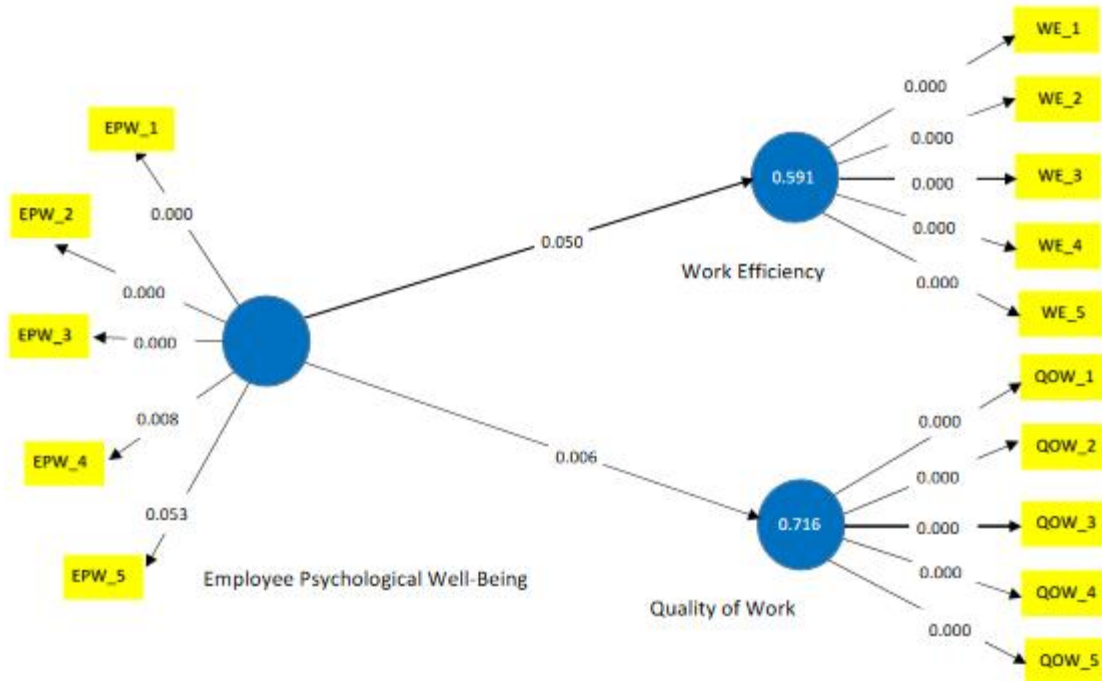 EPW_1
0.000
EPW_2
0.000
EPW_3
0.000
EPW_4
0.008
EPW_5
0.053
Employee Psychological Well-Being
0.050
0.591
Work Efficiency
0.000
WE_1
0.000
WE_2
0.000
WE_3
0.000
WE_4
0.000
WE_5
0.006
0.716
Quality of Work
0.000
QOW_1
0.000
QOW_2
0.000
QOW_3
0.000
QOW_4
0.000
QOW_5